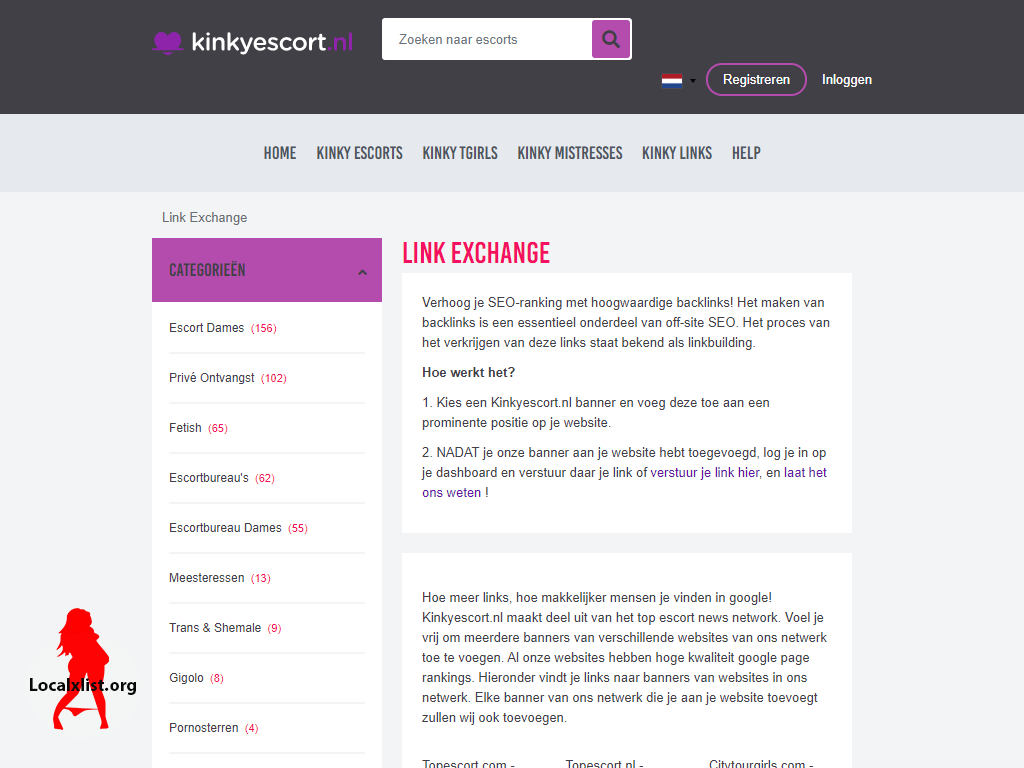 kinkyescort.nl
Zoeken naar escorts
Registreren
Inloggen
HOME KINKY ESCORTS KINKY TGIRLS KINKY MISTRESSES KINKY LINKS HELP
Link Exchange
CATEGORIEËN
Escort Dames (156)
Privé Ontvangst (102)
Fetish (65)
Escortbureau's (62)
Escortbureau Dames (55)
Meesteressen (13)
Trans & Shemale (9)
Gigolo (8)
Pornosterren (4)
LINK EXCHANGE
Verhoog je SEO-ranking met hoogwaardige backlinks! Het maken van
backlinks is een essentieel onderdeel van off-site SEO. Het proces van
het verkrijgen van deze links staat bekend als linkbuilding.
Hoe werkt het?
1. Kies een Kinkyescort.nl banner en voeg deze toe aan een
prominente positie op je website.
2. NADAT je onze banner aan je website hebt toegevoegd, log je in op
je dashboard en verstuur daar je link of verstuur je link hier, en laat het
ons weten !
Hoe meer links, hoe makkelijker mensen je vinden in google!
Kinkyescort.nl maakt deel uit van het top escort news network. Voel je
vrij om meerdere banners van verschillende websites van ons netwerk
toe te voegen. Al onze websites hebben hoge kwaliteit google page
rankings. Hieronder vindt je links naar banners van websites in ons
netwerk. Elke banner van ons netwerk die je aan je website toevoegt
zullen wij ook toevoegen.
Topescort.com - Topescort.nl - Citytourgirls.com -
Localxlist.org